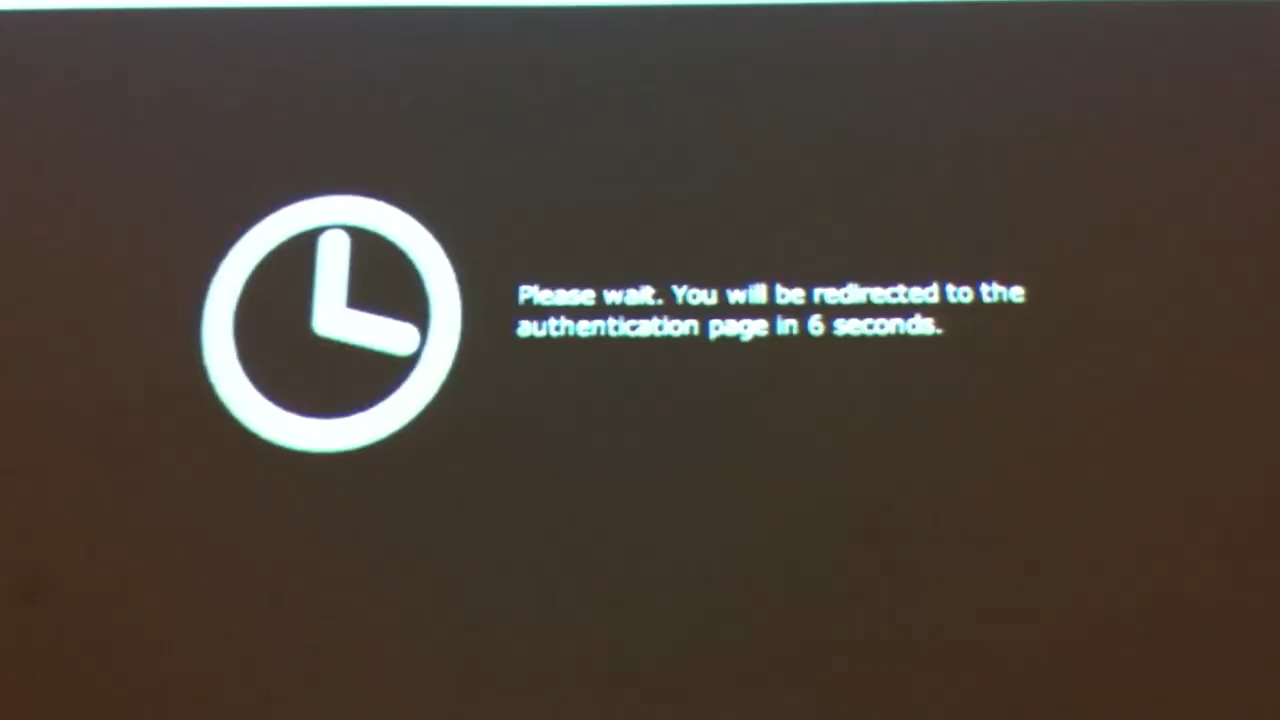 Please wait. You will be redirected to the
authentication page in 6 seconds.